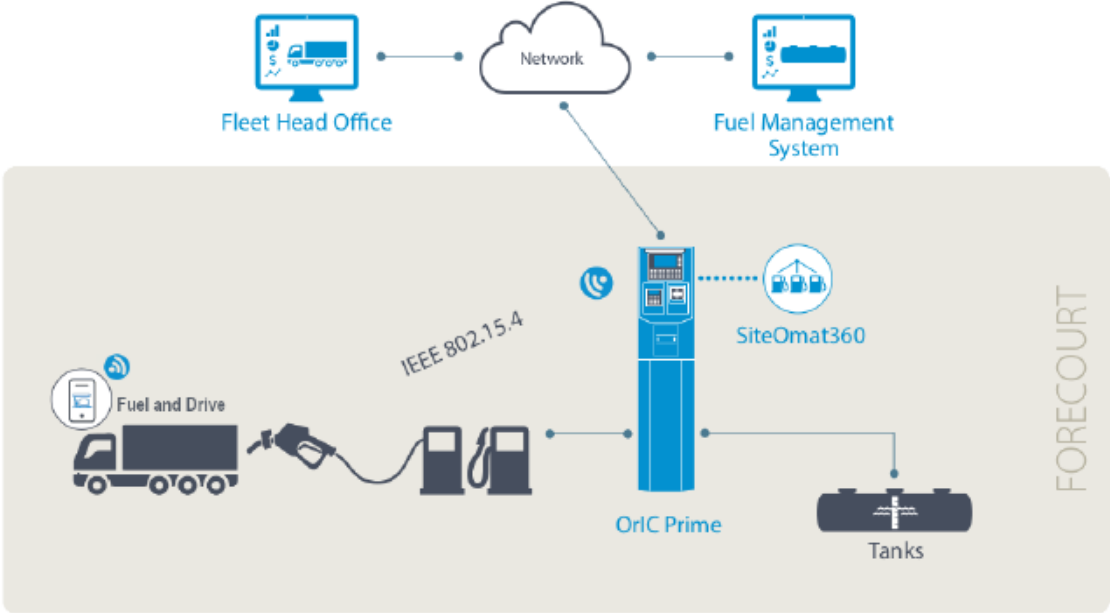 Network
Fleet Head Office
Fuel Management
System
IEEE 802.15.4
SiteOmat360
Fuel and Drive
FORECOURT
OrIC Prime
Tanks